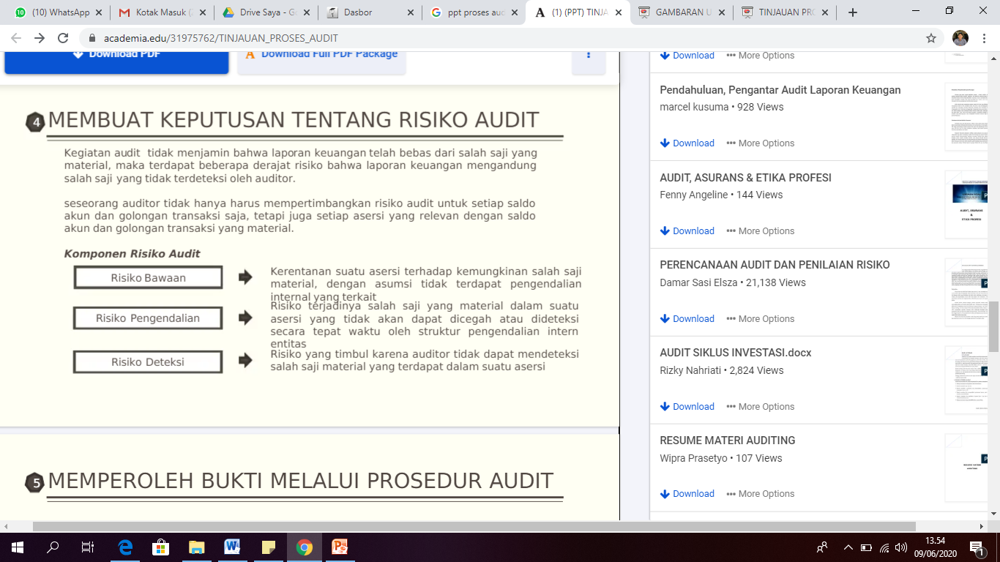 (10) WhatsApp
Kotak Masuk (
Drive Saya - G
Dasbor
ppt proses aud
(1) (PPT) TINJA
GAMBARAN U
TINJAUAN PRO
academia.edu/31975762/TINJAUAN_PROSES_AUDIT
Download PDF
Download Full PDF Package
4 MEMBUAT KEPUTUSAN TENTANG RISIKO AUDIT
Kegiatan audit tidak menjamin bahwa laporan keuangan telah bebas dari salah saji yang
material, maka terdapat beberapa derajat risiko bahwa laporan keuangan mengandung
salah saji yang tidak terdeteksi oleh auditor.
seseorang auditor tidak hanya harus mempertimbangkan risiko audit untuk setiap saldo
akun dan golongan transaksi saja, tetapi juga setiap asersi yang relevan dengan saldo
akun dan golongan transaksi yang material.
Komponen Risiko Audit
Risiko Bawaan
Kerentanan suatu asersi terhadap kemungkinan salah saji
material, dengan asumsi tidak terdapat pengendalian
internal yang terkait
Risiko Pengendalian
Risiko terjadinya salah saji yang material dalam suatu
asersi yang tidak akan dapat dicegah atau dideteksi
secara tepat waktu oleh struktur pengendalian intern
entitas
Risiko Deteksi
Risiko yang timbul karena auditor tidak dapat mendeteksi
salah saji material yang terdapat dalam suatu asersi
5 MEMPEROLEH BUKTI MELALUI PROSEDUR AUDIT
Download ••• More Options
Pendahuluan, Pengantar Audit Laporan Keuangan
marcel kusuma • 928 Views
Download ••• More Options
AUDIT, ASURANS & ETIKA PROFESI
Fenny Angeline • 144 Views
AUDIT, ASURANS
&
ETIKA PROFESI
Download ••• More Options
PERENCANAAN AUDIT DAN PENILAIAN RISIKO
Damar Sasi Elsza • 21,138 Views
Download ••• More Options
AUDIT SIKLUS INVESTASI.docx
Rizky Nahriati • 2,824 Views
Download ••• More Options
RESUME MATERI AUDITING
Wipra Prasetyo • 107 Views
Download ••• More Options
13.54
09/06/2020
1